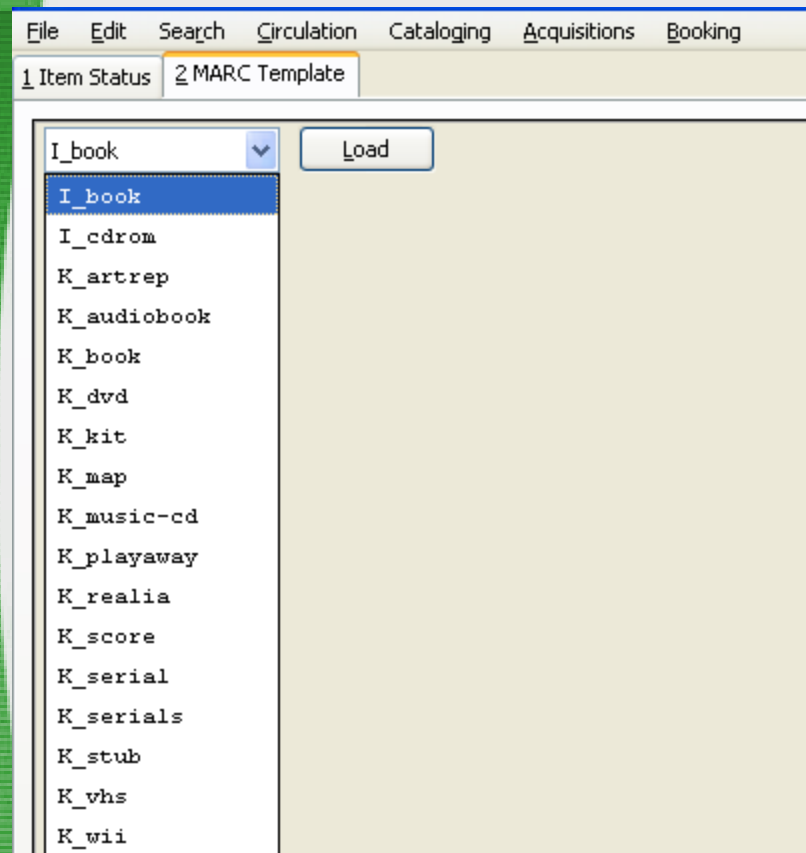 File Edit Search Circulation Cataloging Acquisitions Booking
1 Item Status 2 MARC Template
I_book Load
I_book
I_cdrom
K_artrep
K_audiobook
K_book
K_dvd
K_kit
K_map
K_music-cd
K_playaway
K_realia
K_score
K_serial
K_serials
K_stub
K_vhs
K_wii